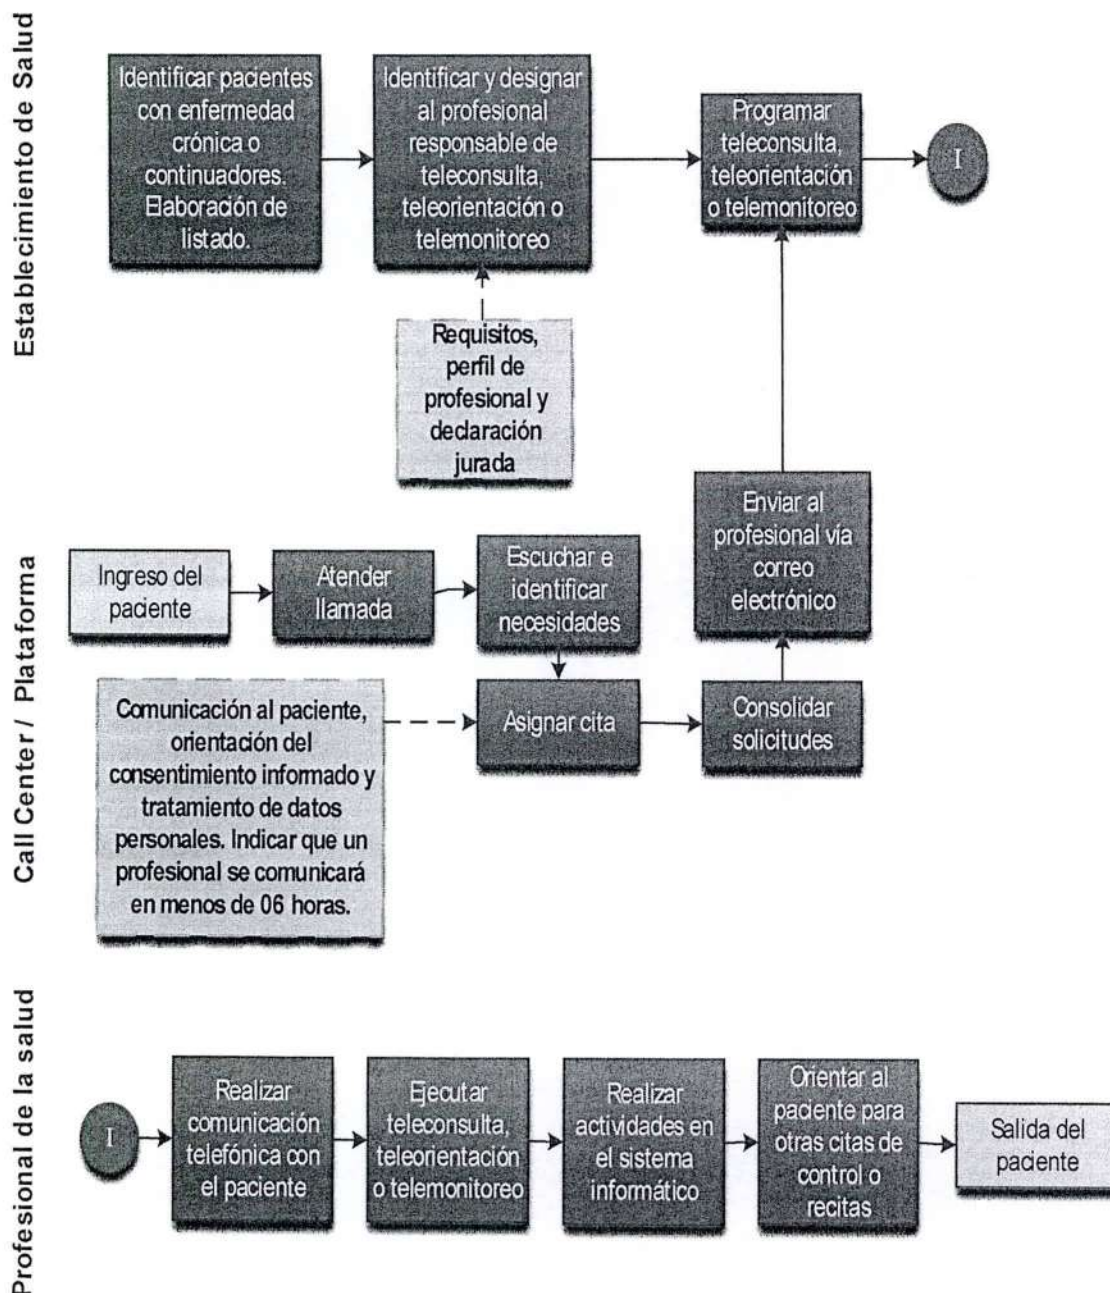 Establecimiento de Salud
Identificar pacientes
con enfermedad
crónica o
continuadores.
Elaboración de
listado.
Identificar y designar
al profesional
responsable de
teleconsulta,
teleorientación o
telemonitoreo
Programar
teleconsulta,
teleorientación
o telemonitoreo
I
Requisitos,
perfil de
profesional y
declaración
jurada
Call Center / Plataforma
Ingreso del
paciente
Atender
llamada
Escuchar e
identificar
necesidades
Enviar al
profesional vía
correo
electrónico
Comunicación al paciente,
orientación del
consentimiento informado y
tratamiento de datos
personales. Indicar que un
profesional se comunicará
en menos de 06 horas.
Asignar cita
Consolidar
solicitudes
Profesional de la salud
I
Realizar
comunicación
telefónica con
el paciente
Ejecutar
teleconsulta,
teleorientación
o telemonitoreo
Realizar
actividades en
el sistema
informático
Orientar al
paciente para
otras citas de
control o
recitas
Salida del
paciente